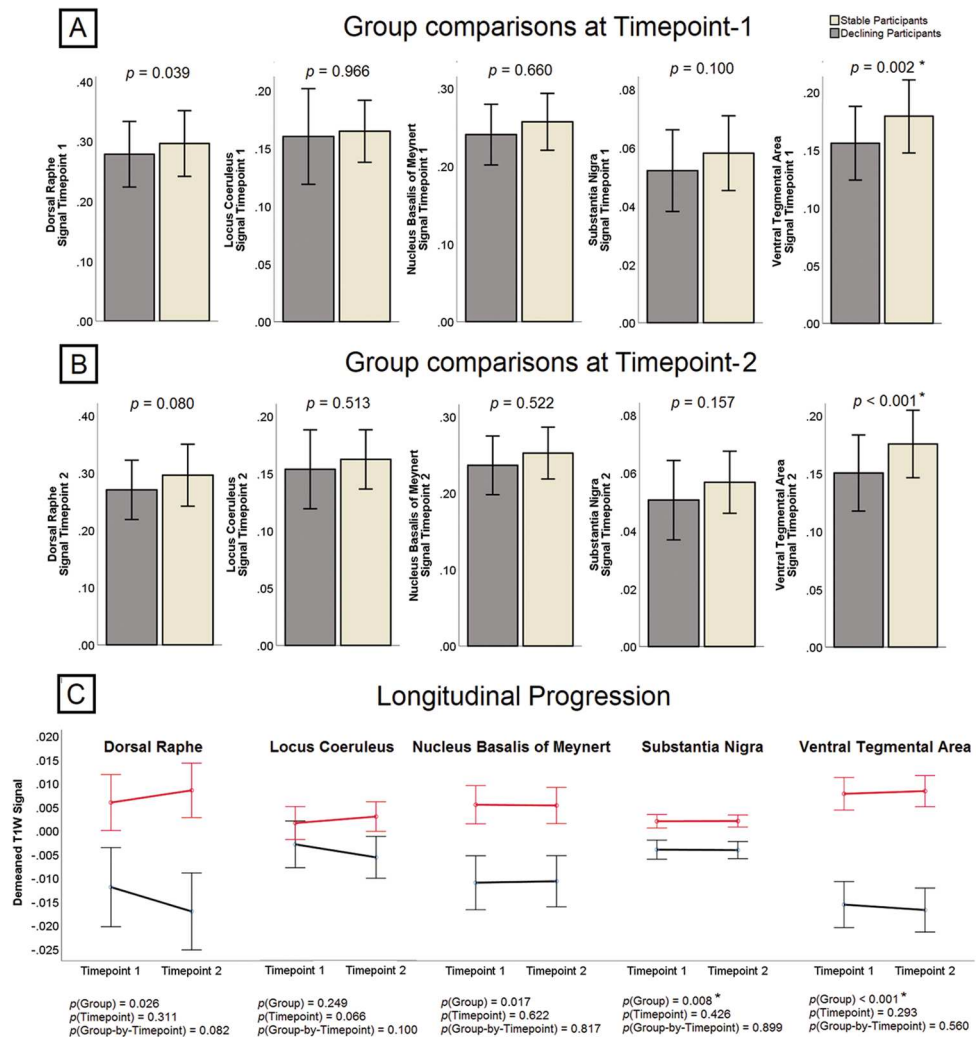 A
Group comparisons at Timepoint-1
Stable Participants
Declining Participants
p = 0.039
p = 0.966
p = 0.660
p = 0.100
p = 0.002 *
Dorsal Raphe
Signal Timepoint 1
.40
.30
.20
.10
.00
Locus Coeruleus
Signal Timepoint 1
.20
.15
.10
.05
.00
Nucleus Basalis of Meynert
Signal Timepoint 1
.30
.20
.10
.00
Substantia Nigra
Signal Timepoint 1
.08
.06
.04
.02
.00
Ventral Tegmental Area
Signal Timepoint 1
.20
.15
.10
.05
.00
B
Group comparisons at Timepoint-2
p = 0.080
p = 0.513
p = 0.522
p = 0.157
p < 0.001 *
Dorsal Raphe
Signal Timepoint 2
.40
.30
.20
.10
.00
Locus Coeruleus
Signal Timepoint 2
.20
.15
.10
.05
.00
Nucleus Basalis of Meynert
Signal Timepoint 2
.30
.20
.10
.00
Substantia Nigra
Signal Timepoint 2
.08
.06
.04
.02
.00
Ventral Tegmental Area
Signal Timepoint 2
.20
.15
.10
.05
.00
C
Longitudinal Progression
Demeaned T1W Signal
.020
.015
.010
.005
.000
-.005
-.010
-.015
-.020
-.025
Dorsal Raphe
Locus Coeruleus
Nucleus Basalis of Meynert
Substantia Nigra
Ventral Tegmental Area
Timepoint 1 Timepoint 2
Timepoint 1 Timepoint 2
Timepoint 1 Timepoint 2
Timepoint 1 Timepoint 2
Timepoint 1 Timepoint 2
p(Group) = 0.026
p(Timepoint) = 0.311
p(Group-by-Timepoint) = 0.082
p(Group) = 0.249
p(Timepoint) = 0.066
p(Group-by-Timepoint) = 0.100
p(Group) = 0.017
p(Timepoint) = 0.622
p(Group-by-Timepoint) = 0.817
p(Group) = 0.008 *
p(Timepoint) = 0.426
p(Group-by-Timepoint) = 0.899
p(Group) < 0.001 *
p(Timepoint) = 0.293
p(Group-by-Timepoint) = 0.560